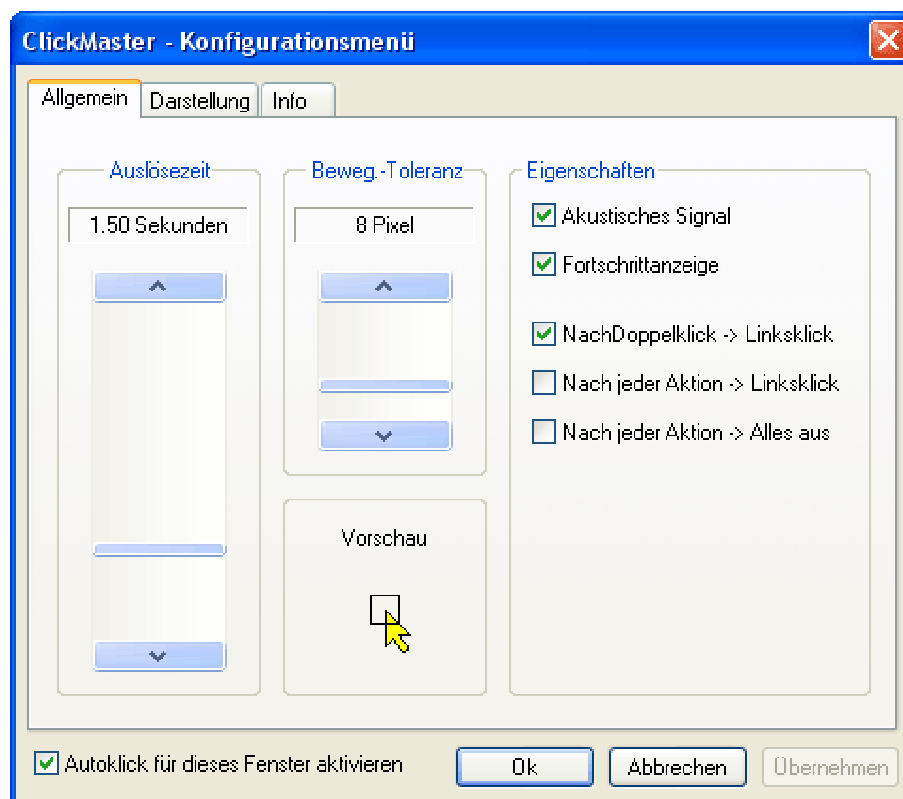 ClickMaster - Konfigurationsmenü
Allgemein
Darstellung
Info
Auslösezeit
1.50 Sekunden
Beweg.-Toleranz
8 Pixel
Vorschau
Eigenschaften
Akustisches Signal
Fortschrittanzeige
NachDoppelklick -> Linksklick
Nach jeder Aktion -> Linksklick
Nach jeder Aktion -> Alles aus
Autoklick für dieses Fenster aktivieren
Ok
Abbrechen
Übernehmen